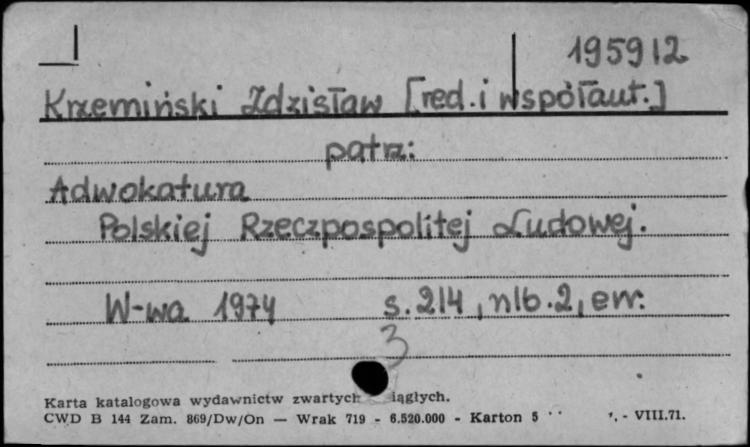 195912
Krzemiński Zdzisław [red. i współaut.]
patrz:
Adwokatura
Polskiej Rzeczpospolitej Ludowej.
W-wa 1974 s. 214, nlb. 2, err.
3
Karta katalogowa wydawnictw zwartych iągłych.
CWD B 144 Zam. 869/Dw/On — Wrak 719 - 6.520.000 - Karton 5 - VIII.71.